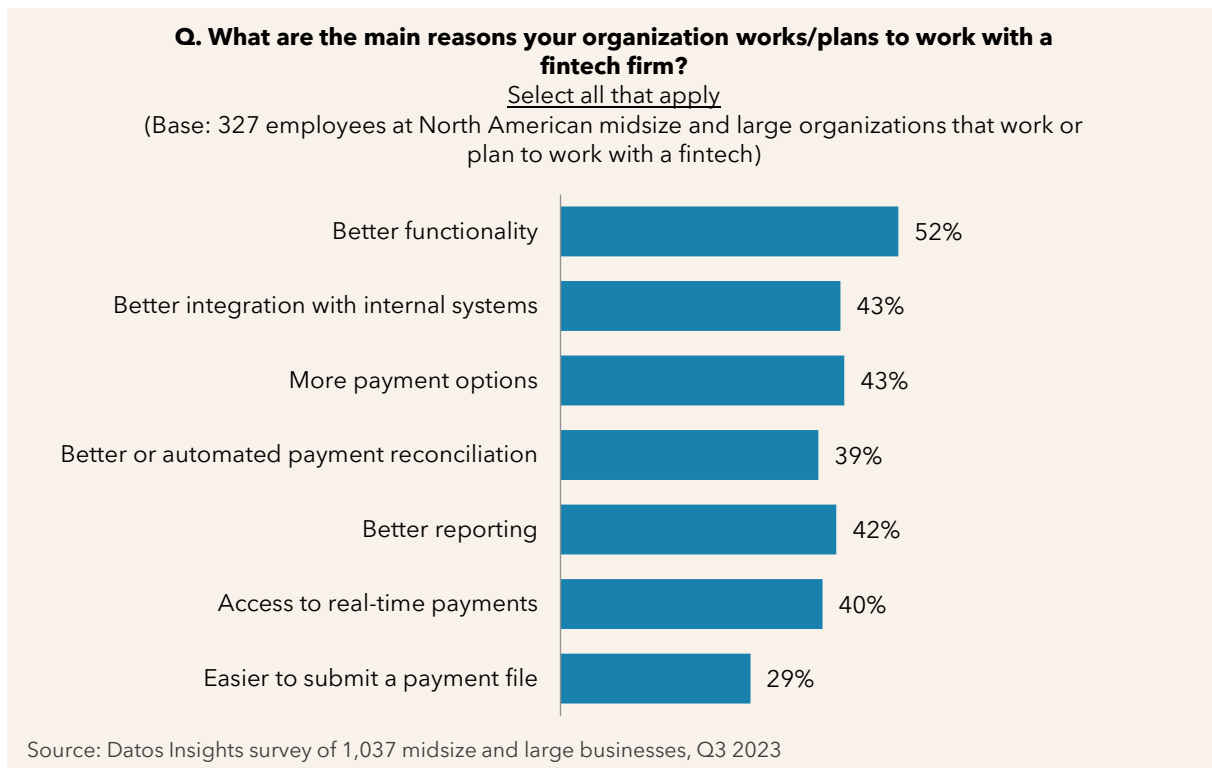 Q. What are the main reasons your organization works/plans to work with a
fintech firm?
Select all that apply
(Base: 327 employees at North American midsize and large organizations that work or
plan to work with a fintech)
Better functionality 52%
Better integration with internal systems 43%
More payment options 43%
Better or automated payment reconciliation 39%
Better reporting 42%
Access to real-time payments 40%
Easier to submit a payment file 29%
Source: Datos Insights survey of 1,037 midsize and large businesses, Q3 2023